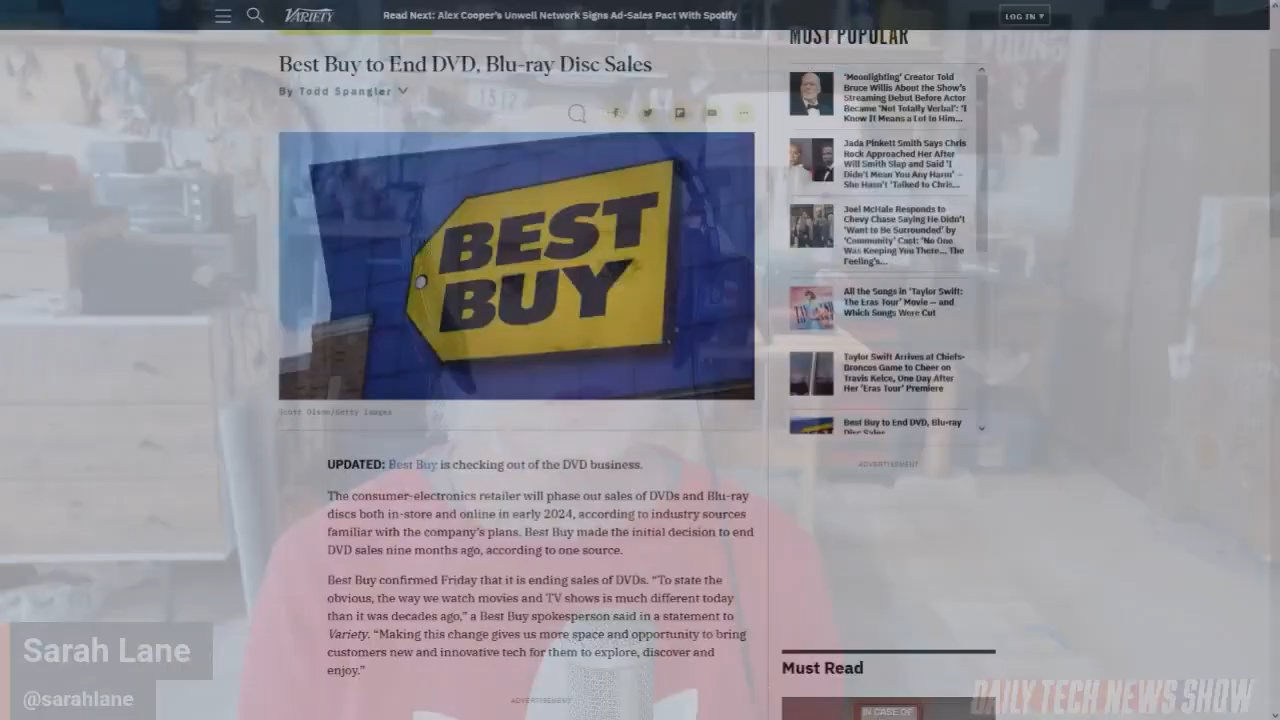 VARIETY
Read Next: Alex Cooper's Unwell Network Signs Ad-Sales Pact With Spotify
LOG IN ▾
Best Buy to End DVD, Blu-ray Disc Sales
By Todd Spangler
1512
BEST
BUY
Scott Olson/Getty Images
UPDATED: Best Buy is checking out of the DVD business.
The consumer-electronics retailer will phase out sales of DVDs and Blu-ray
discs both in-store and online in early 2024, according to industry sources
familiar with the company's plans. Best Buy made the initial decision to end
DVD sales nine months ago, according to one source.
Best Buy confirmed Friday that it is ending sales of DVDs. “To state the
obvious, the way we watch movies and TV shows is much different today
than it was decades ago,” a Best Buy spokesperson said in a statement to
Variety. “Making this change gives us more space and opportunity to bring
customers new and innovative tech for them to explore, discover and
enjoy.”
ADVERTISEMENT
MOST POPULAR
'Moonlighting' Creator Told
Bruce Willis About the Show's
Streaming Debut Before Actor
Became 'Not Totally Verbal': 'I
Know It Means a Lot to Him...
Jada Pinkett Smith Says Chris
Rock Approached Her After
Will Smith Slap and Said 'I
Didn't Mean You Any Harm' –
She Hasn't 'Talked to Chris...
Joel McHale Responds to
Chevy Chase Saying He Didn't
'Want to Be Surrounded' by
'Community' Cast: 'No One
Was Keeping You There... The
Feeling's...
All the Songs in 'Taylor Swift:
The Eras Tour' Movie — and
Which Songs Were Cut
Taylor Swift Arrives at Chiefs-
Broncos Game to Cheer on
Travis Kelce, One Day After
Her 'Eras Tour' Premiere
Best Buy to End DVD, Blu-ray
Disc Sales
ADVERTISEMENT
Must Read
IN CASE OF
Sarah Lane
@sarahlane
DAILY TECH NEWS SHOW